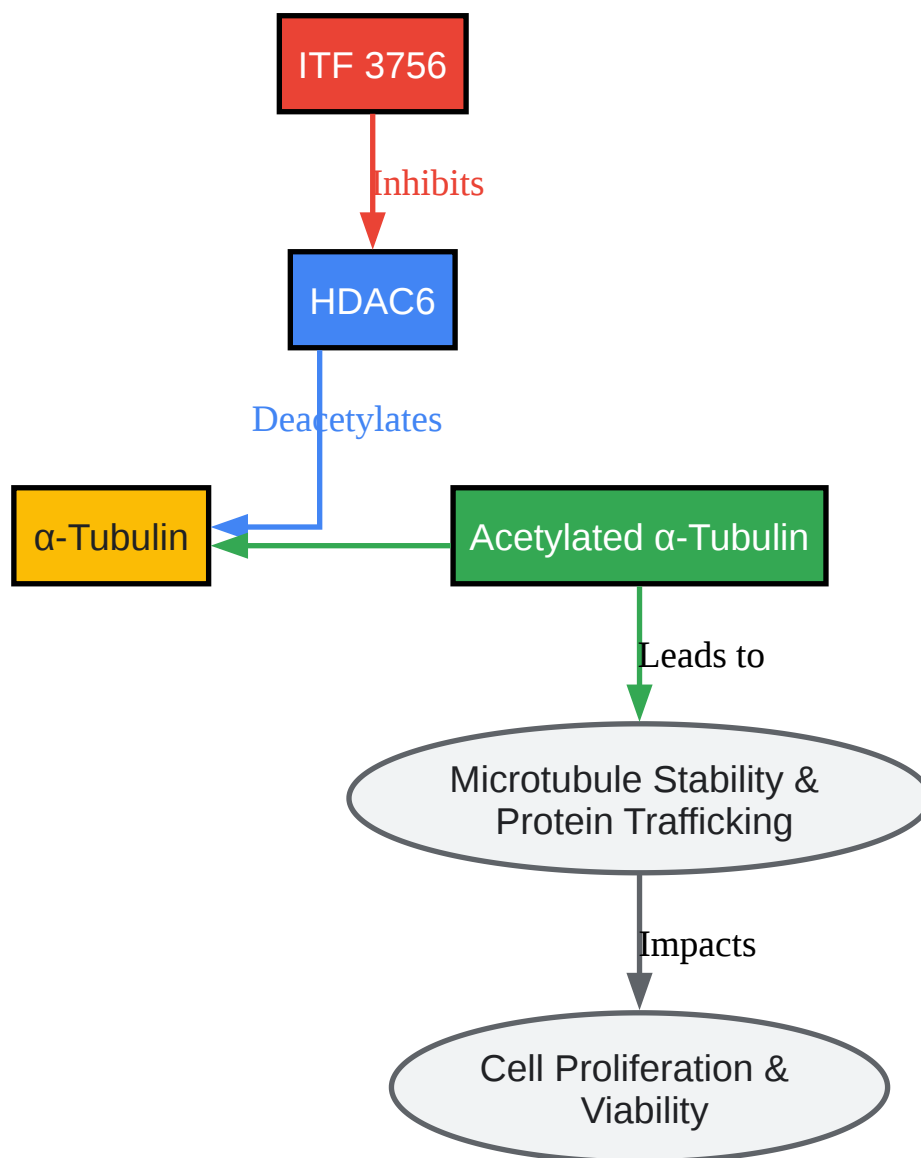 ITF 3756
Inhibits
HDAC6
Deacetylates
α-Tubulin
Acetylated α-Tubulin
Leads to
Microtubule Stability &
Protein Trafficking
Impacts
Cell Proliferation &
Viability